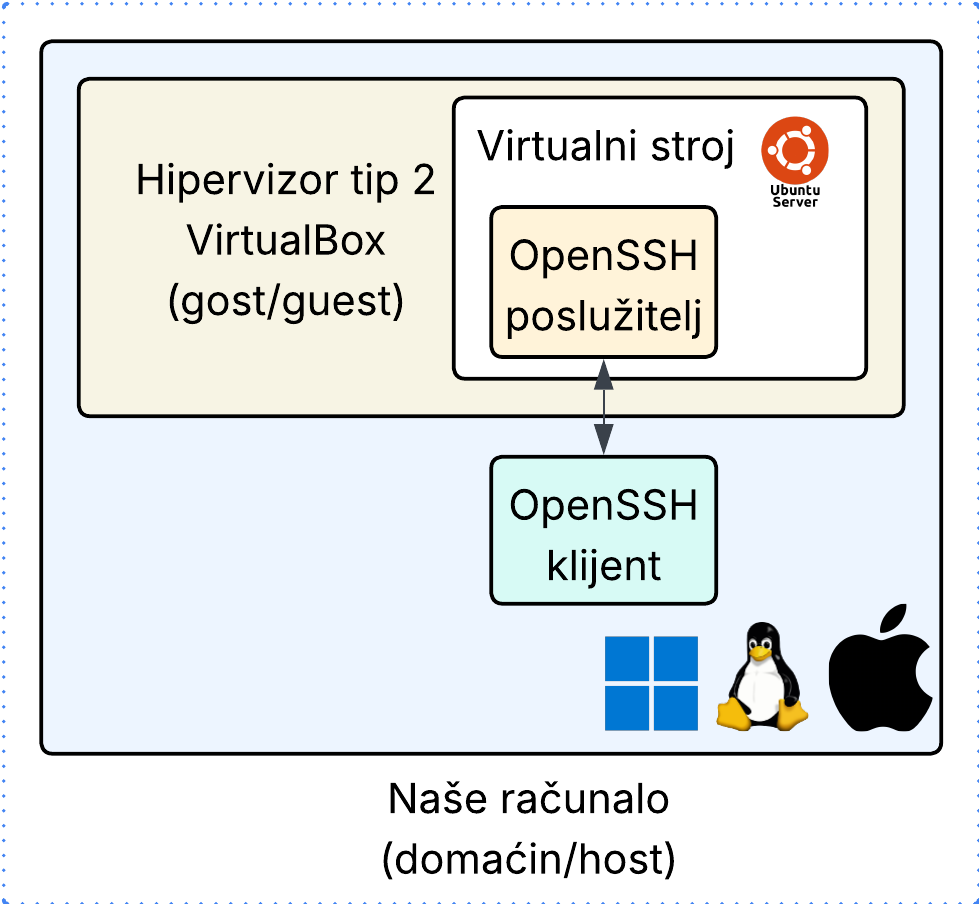 Hipervizor tip 2
VirtualBox
(gost/guest)
Virtualni stroj
Ubuntu
Server
OpenSSH
poslužitelj
OpenSSH
klijent
Naše računalo
(domaćin/host)